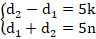 d₂ − d₁ = 5k
d₁ + d₂ = 5n